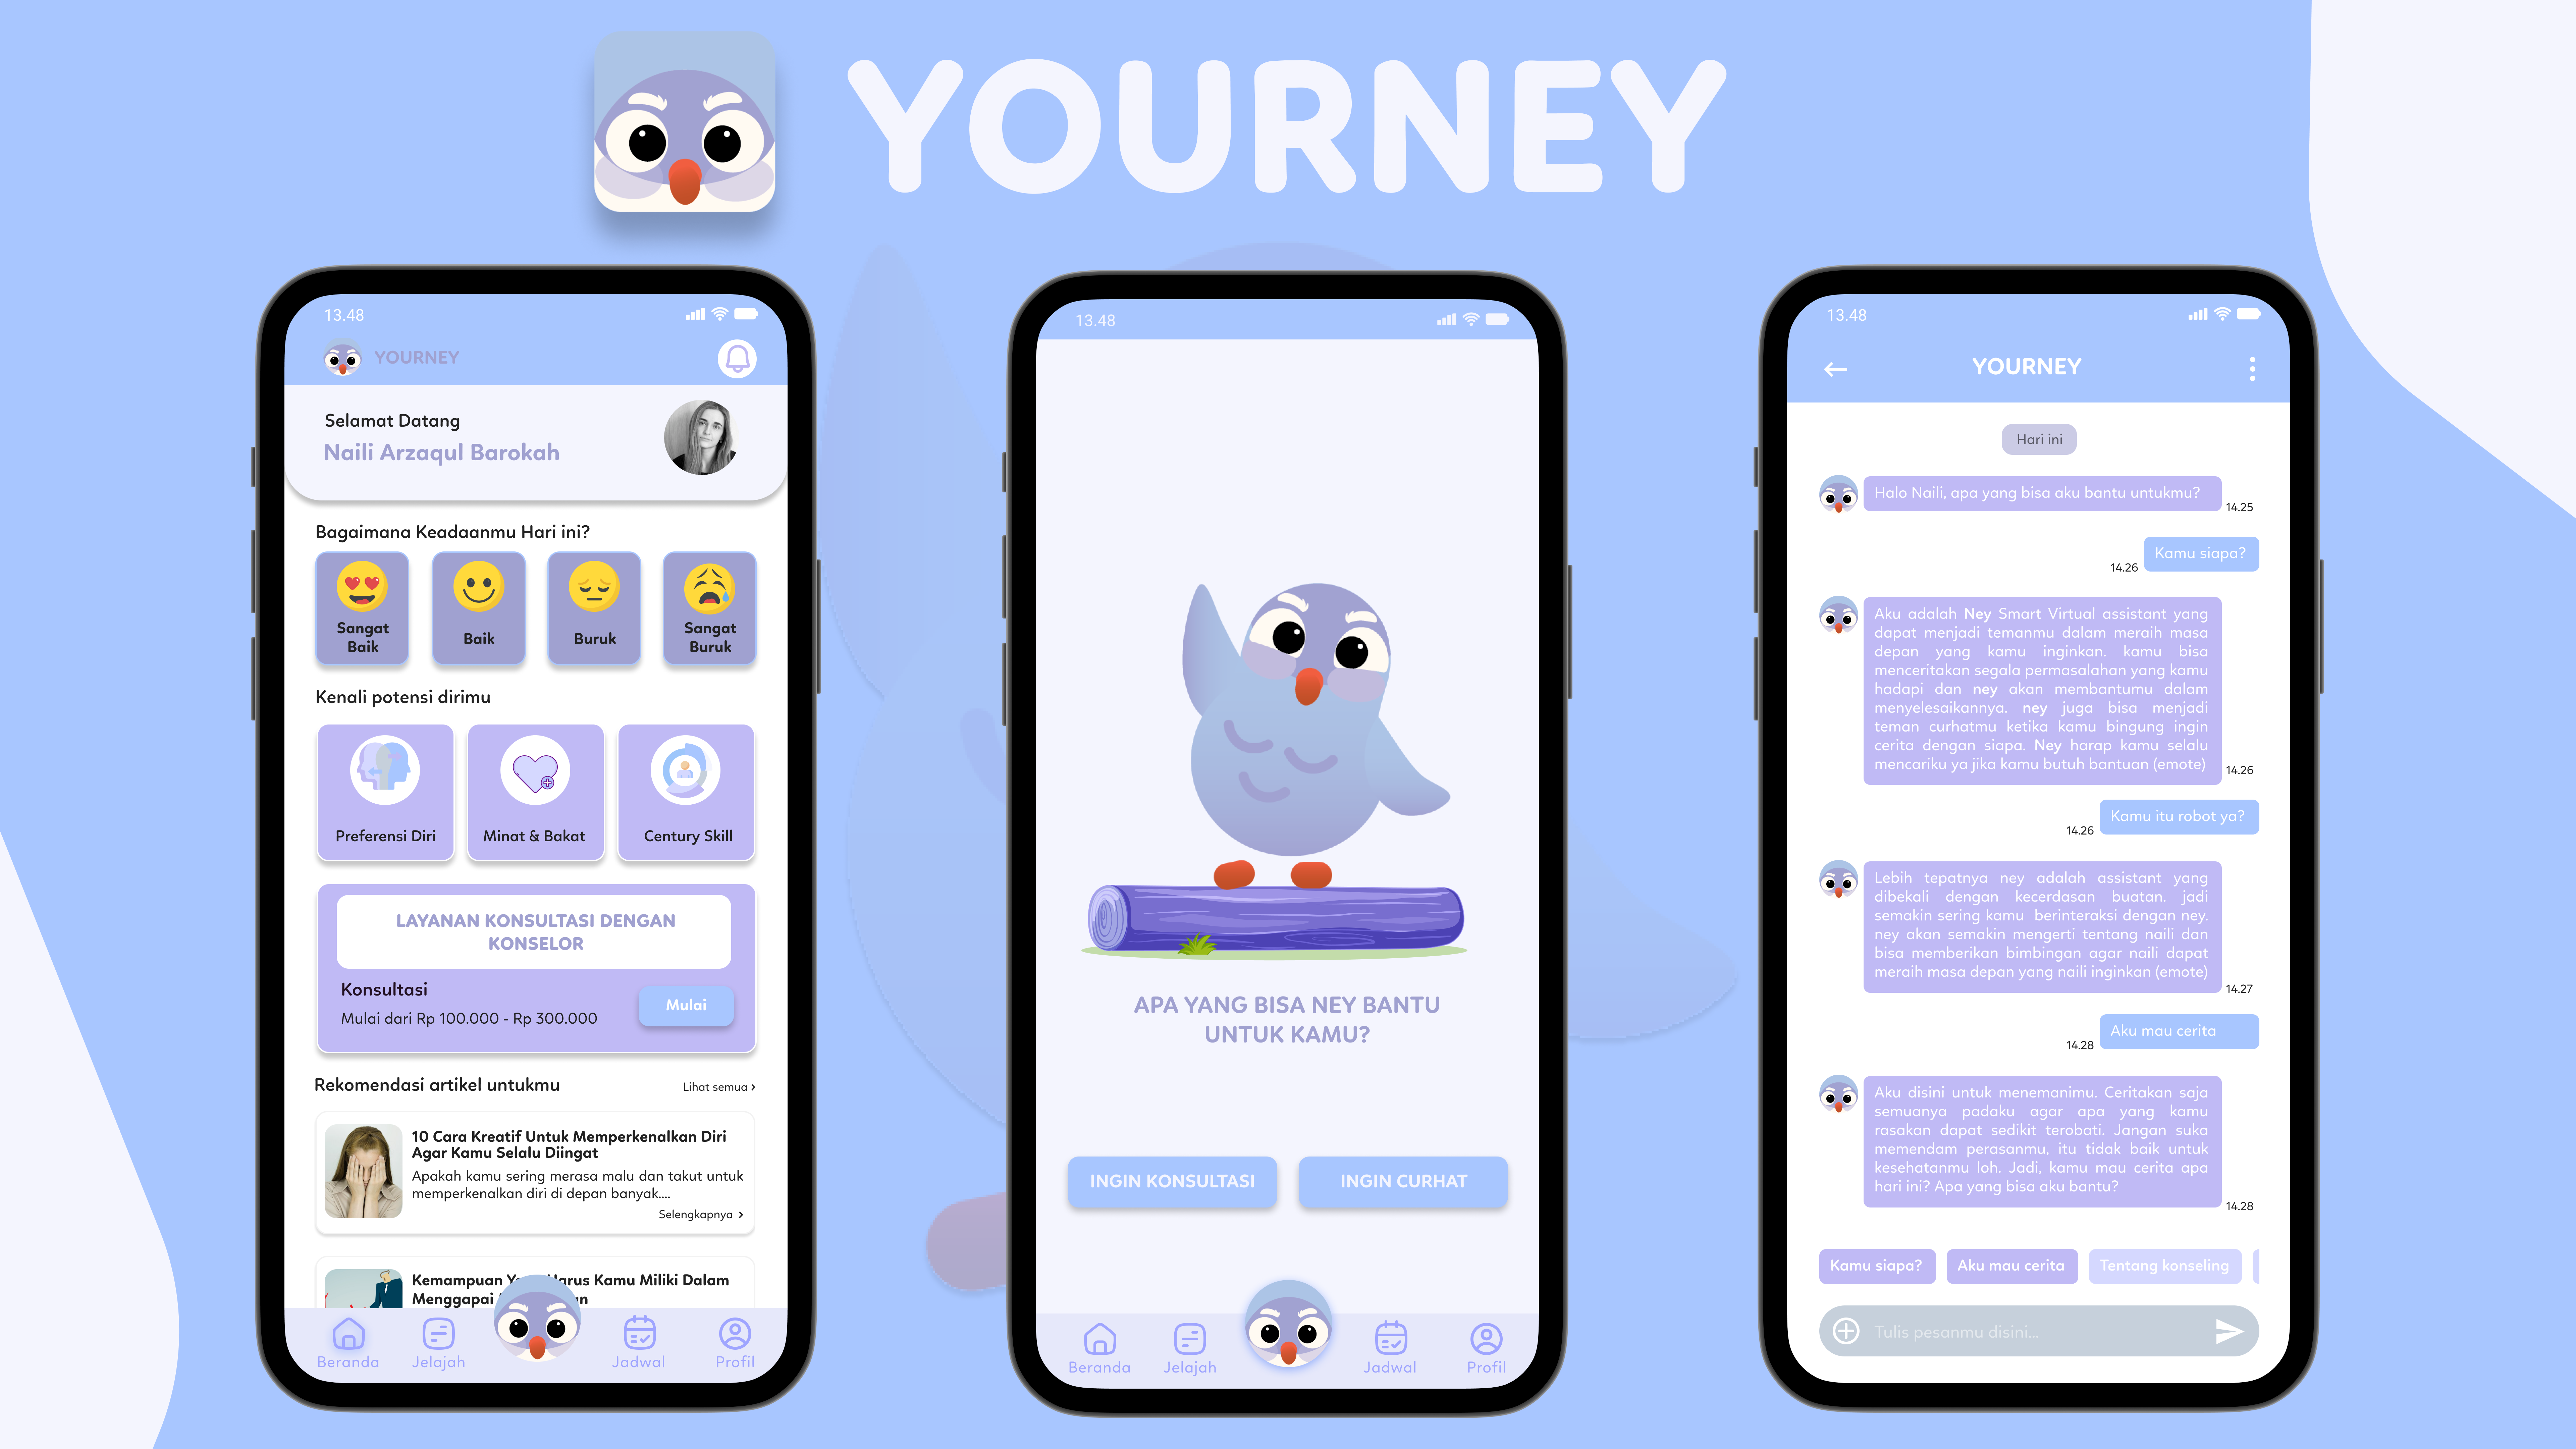 YOURNEY
13.48
YOURNEY
Selamat Datang
Naili Arzaqul Barokah
Bagaimana Keadaanmu Hari ini?
Sangat
Baik
Baik
Buruk
Sangat
Buruk
Kenali potensi dirimu
Preferensi Diri
Minat & Bakat
Century Skill
LAYANAN KONSULTASI DENGAN
KONSELOR
Konsultasi
Mulai dari Rp 100.000 - Rp 300.000
Mulai
Rekomendasi artikel untukmu
Lihat semua ›
10 Cara Kreatif Untuk Memperkenalkan Diri
Agar Kamu Selalu Diingat
Apakah kamu sering merasa malu dan takut untuk
memperkenalkan diri di depan banyak....
Selengkapnya ›
Kemampuan Harus Kamu Miliki Dalam
Menggapai
Beranda
Jelajah
Jadwal
Profil
13.48
APA YANG BISA NEY BANTU
UNTUK KAMU?
INGIN KONSULTASI
INGIN CURHAT
Beranda
Jelajah
Jadwal
Profil
13.48
YOURNEY
Hari ini
Halo Naili, apa yang bisa aku bantu untukmu?
14.25
Kamu siapa?
14.26
Aku adalah Ney Smart Virtual assistant yang
dapat menjadi temanmu dalam meraih masa
depan yang kamu inginkan. kamu bisa
menceritakan segala permasalahan yang kamu
hadapi dan ney akan membantumu dalam
menyelesaikannya. ney juga bisa menjadi
teman curhatmu ketika kamu bingung ingin
cerita dengan siapa. Ney harap kamu selalu
mencariku ya jika kamu butuh bantuan (emote)
14.26
Kamu itu robot ya?
14.26
Lebih tepatnya ney adalah assistant yang
dibekali dengan kecerdasan buatan. jadi
semakin sering kamu berinteraksi dengan ney.
ney akan semakin mengerti tentang naili dan
bisa memberikan bimbingan agar naili dapat
meraih masa depan yang naili inginkan (emote)
14.27
Aku mau cerita
14.28
Aku disini untuk menemanimu. Ceritakan saja
semuanya padaku agar apa yang kamu
rasakan dapat sedikit terobati. Jangan suka
memendam perasanmu, itu tidak baik untuk
kesehatanmu loh. Jadi, kamu mau cerita apa
hari ini? Apa yang bisa aku bantu?
14.28
Kamu siapa?
Aku mau cerita
Tentang konseling
Tulis pesanmu disini...